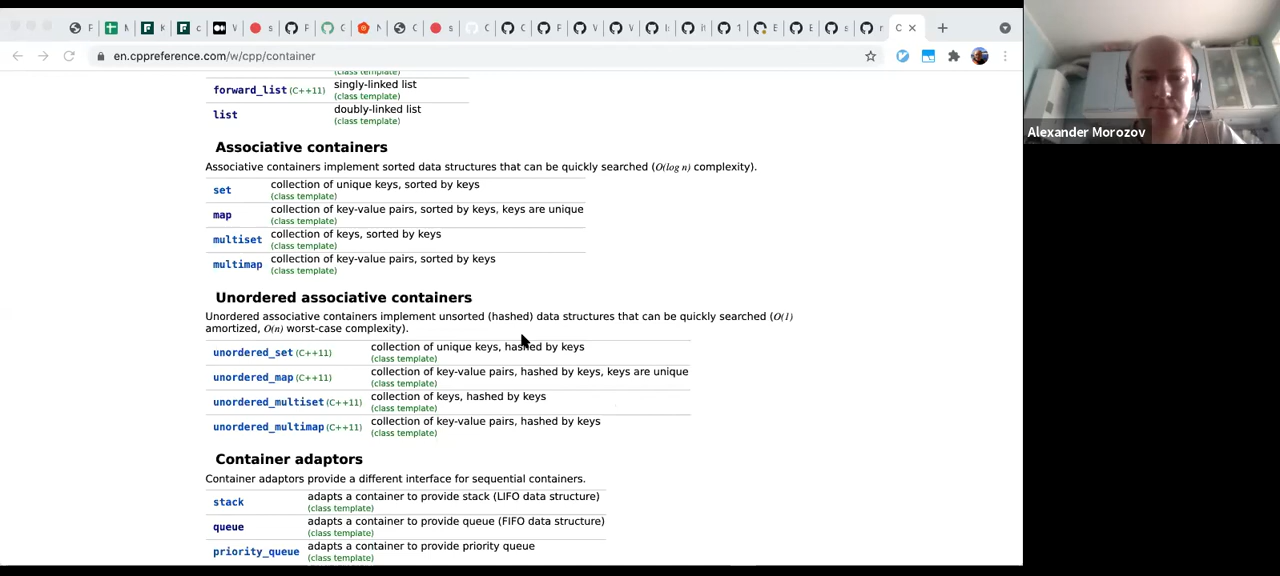 en.cppreference.com/w/cpp/container
(class template)
forward_list (C++11) singly-linked list
(class template)
list doubly-linked list
(class template)
Associative containers
Associative containers implement sorted data structures that can be quickly searched (O(log n) complexity).
set collection of unique keys, sorted by keys
(class template)
map collection of key-value pairs, sorted by keys, keys are unique
(class template)
multiset collection of keys, sorted by keys
(class template)
multimap collection of key-value pairs, sorted by keys
(class template)
Unordered associative containers
Unordered associative containers implement unsorted (hashed) data structures that can be quickly searched (O(1)
amortized, O(n) worst-case complexity).
unordered_set (C++11) collection of unique keys, hashed by keys
(class template)
unordered_map (C++11) collection of key-value pairs, hashed by keys, keys are unique
(class template)
unordered_multiset (C++11) collection of keys, hashed by keys
(class template)
unordered_multimap (C++11) collection of key-value pairs, hashed by keys
(class template)
Container adaptors
Container adaptors provide a different interface for sequential containers.
stack adapts a container to provide stack (LIFO data structure)
(class template)
queue adapts a container to provide queue (FIFO data structure)
(class template)
priority_queue adapts a container to provide priority queue
(class template)
Alexander Morozov